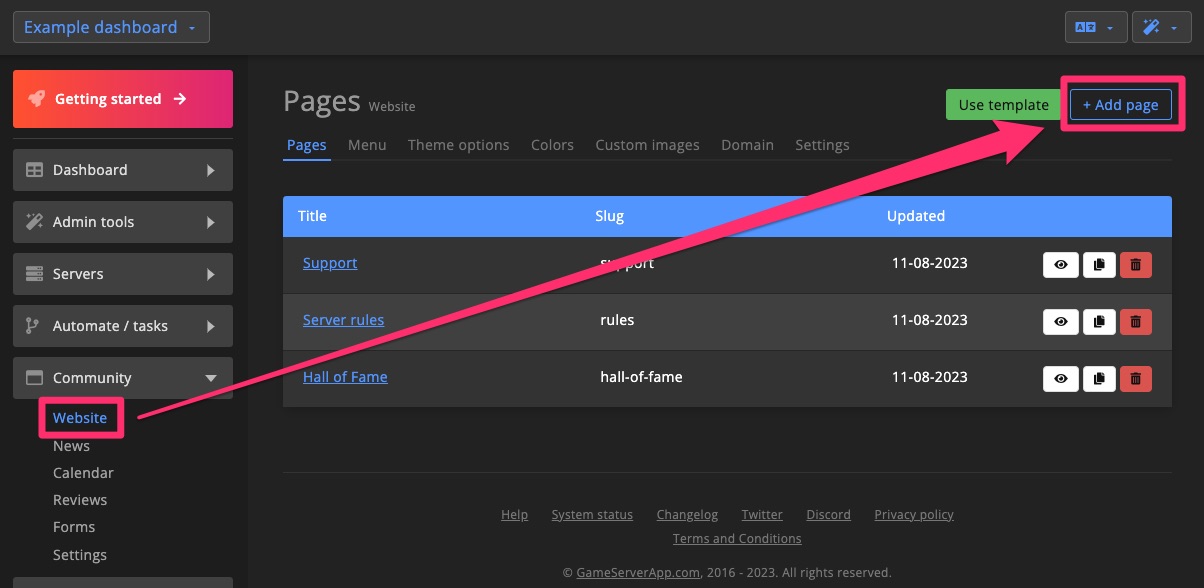 Example dashboard
Getting started
Dashboard
Admin tools
Servers
Automate / tasks
Community
Website
News
Calendar
Reviews
Forms
Settings
Pages Website
Use template + Add page
Pages Menu Theme options Colors Custom images Domain Settings
Title Slug Updated
Support support 11-08-2023
Server rules rules 11-08-2023
Hall of Fame hall-of-fame 11-08-2023
Help System status Changelog Twitter Discord Privacy policy
Terms and Conditions
© GameServerApp.com, 2016 - 2023. All rights reserved.